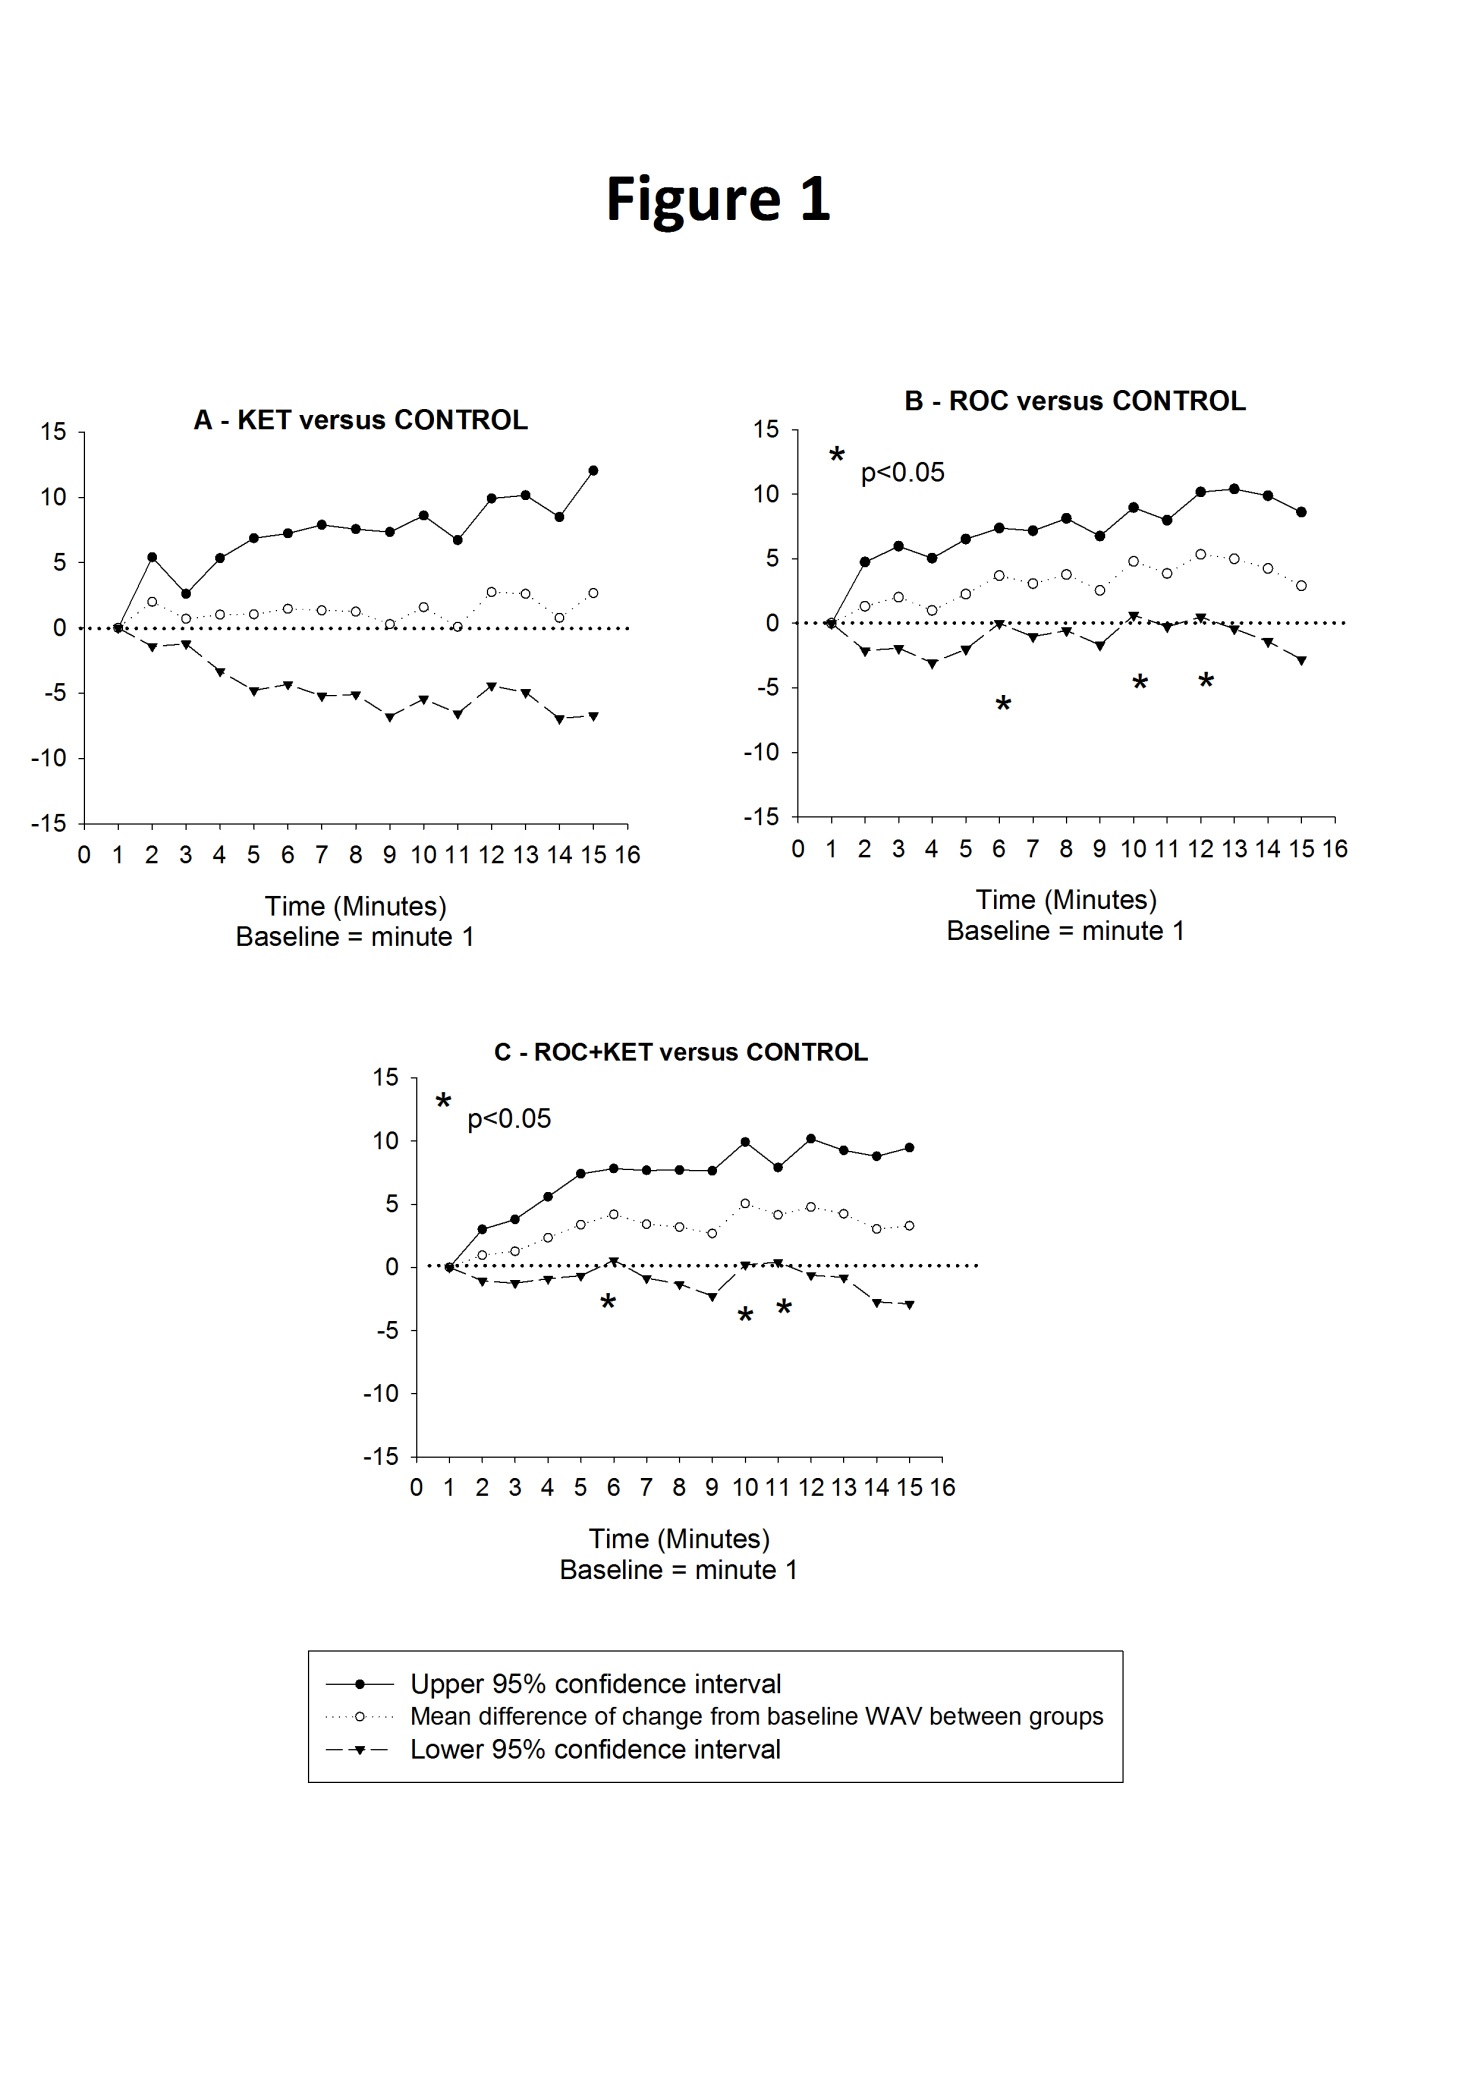 Figure 1
A - KET versus CONTROL
15
10
5
0
-5
-10
-15
0 1 2 3 4 5 6 7 8 9 10 11 12 13 14 15 16
Time (Minutes)
Baseline = minute 1
B - ROC versus CONTROL
* p<0.05
15
10
5
0
-5
-10
-15
* * *
0 1 2 3 4 5 6 7 8 9 10 11 12 13 14 15 16
Time (Minutes)
Baseline = minute 1
C - ROC+KET versus CONTROL
* p<0.05
15
10
5
0
-5
-10
-15
* * *
0 1 2 3 4 5 6 7 8 9 10 11 12 13 14 15 16
Time (Minutes)
Baseline = minute 1
Upper 95% confidence interval
Mean difference of change from baseline WAV between groups
Lower 95% confidence interval